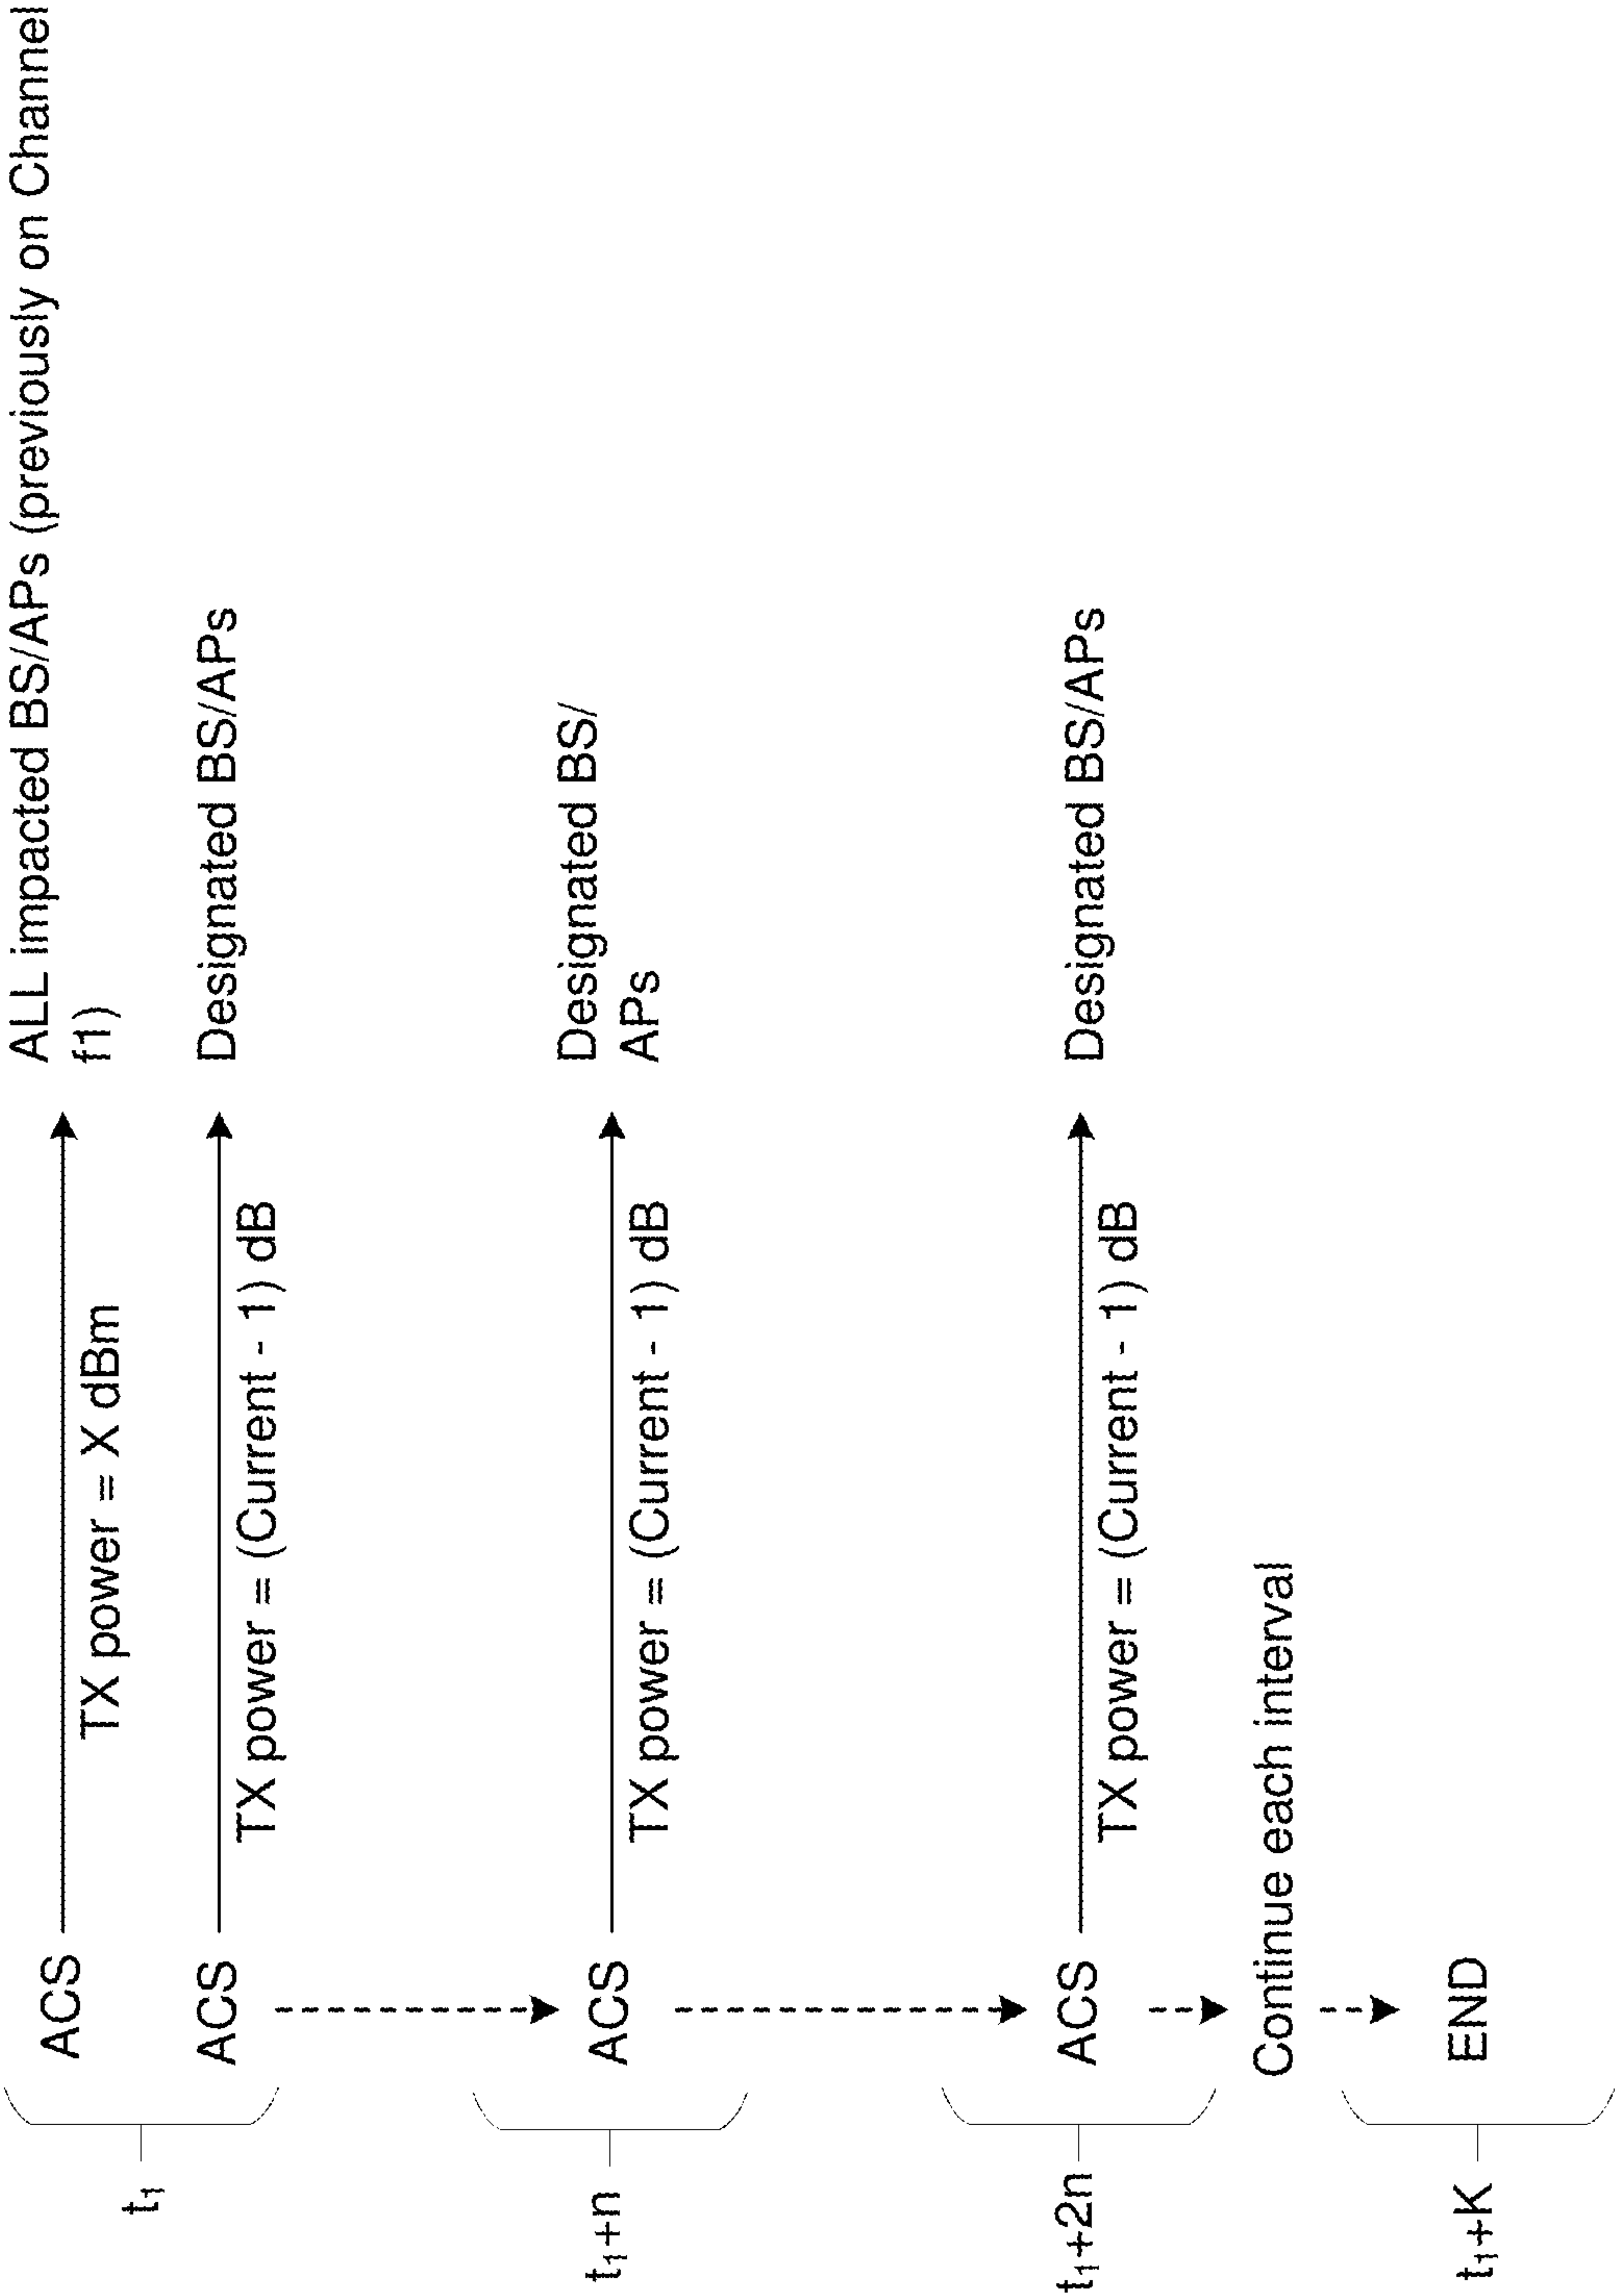 t1
ACS
TX power = X dBm
ALL impacted BS/APs (previously on Channel
f1)
ACS
TX power = (Current - 1) dB
Designated BS/APs
t1+n
ACS
TX power = (Current - 1) dB
Designated BS/
APs
t1+2n
ACS
TX power = (Current - 1) dB
Designated BS/APs
Continue each interval
t1+K
END